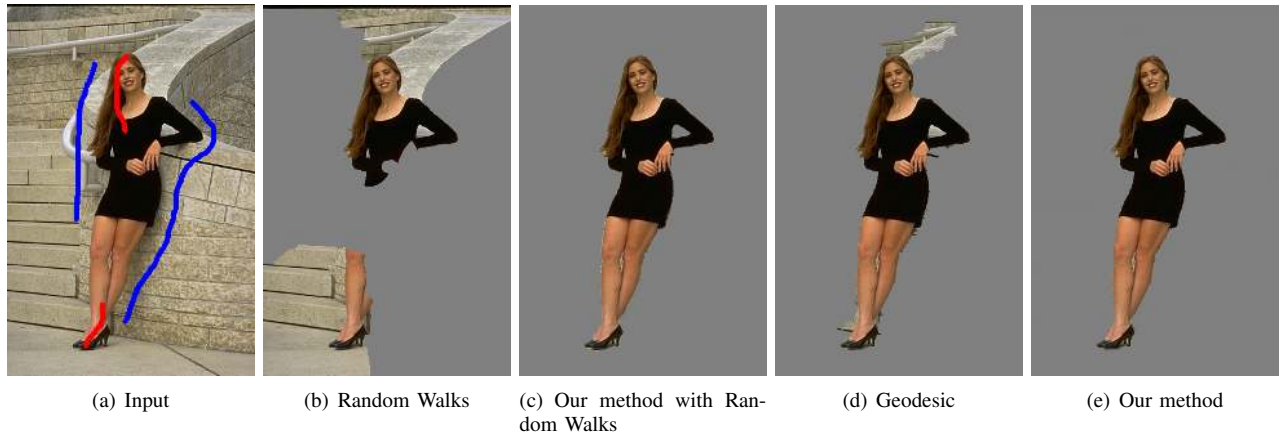 (a) Input
(b) Random Walks
(c) Our method with Ran-
dom Walks
(d) Geodesic
(e) Our method